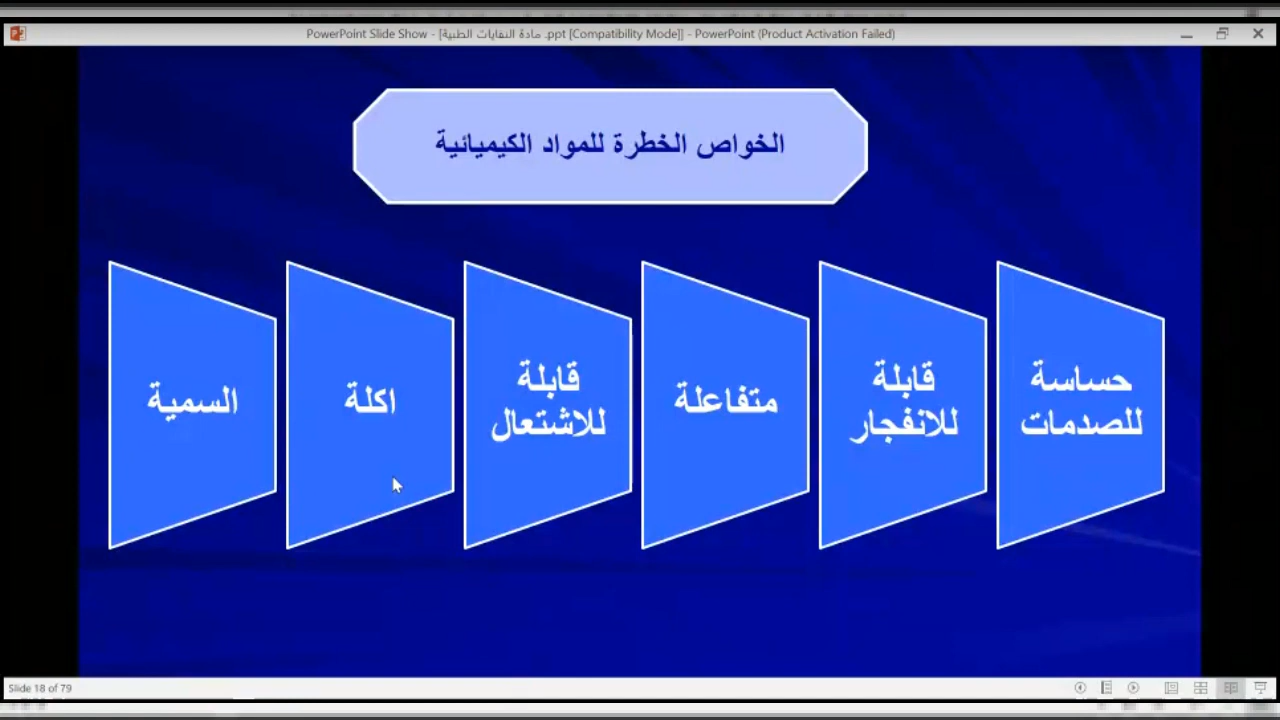 PowerPoint Slide Show - [مادة النفايات الطبية .ppt [Compatibility Mode]] - PowerPoint (Product Activation Failed)
الخواص الخطرة للمواد الكيميائية
حساسة
للصدمات
قابلة
للانفجار
متفاعلة
قابلة
للاشتعال
اكلة
السمية
Slide 18 of 79